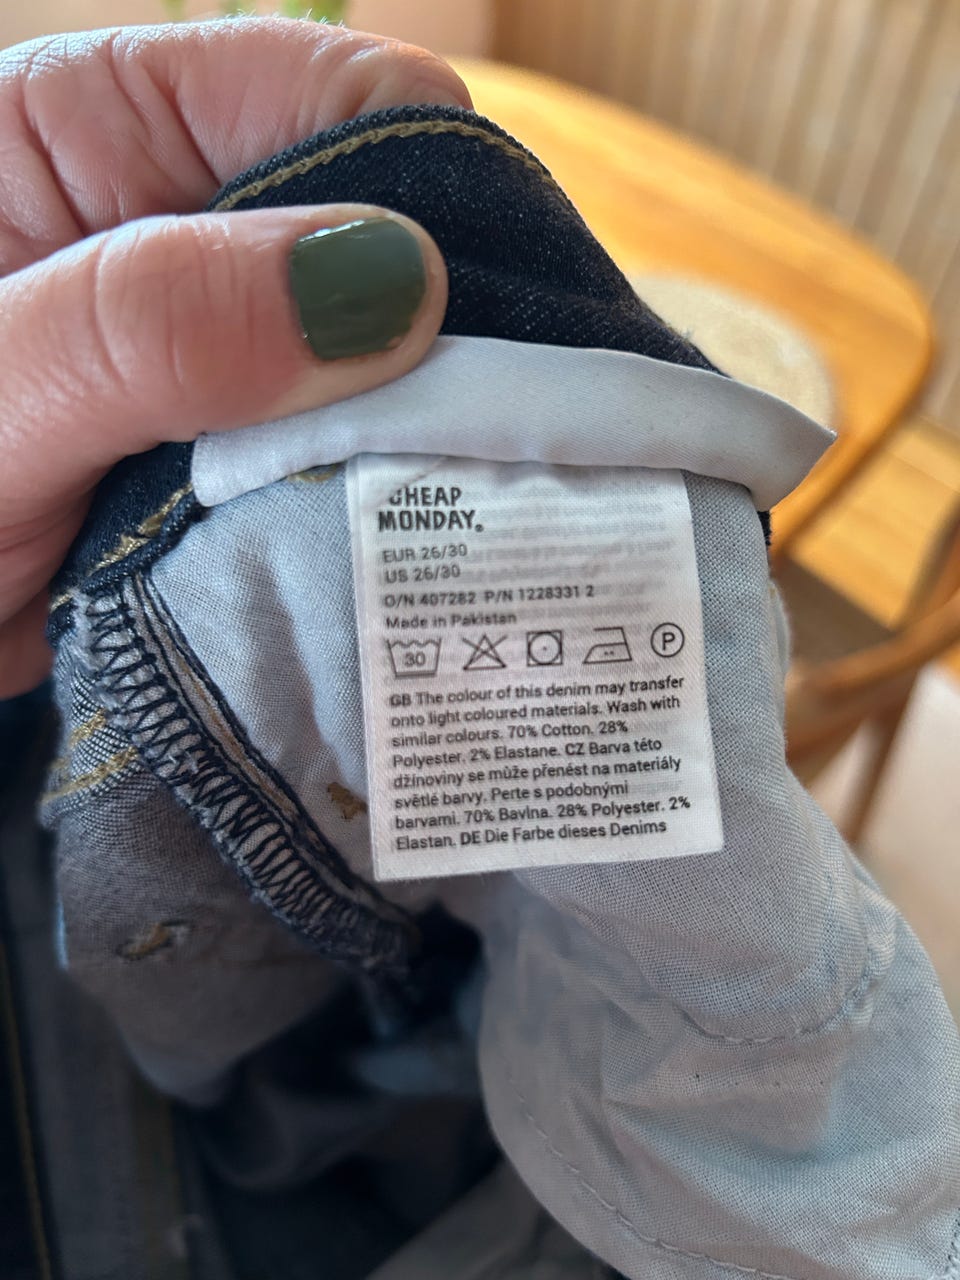 CHEAP
MONDAY®
EUR 26/30
US 26/30
O/N 407282 P/N 1228331 2
Made in Pakistan
30 P
GB The colour of this denim may transfer
onto light coloured materials. Wash with
similar colours. 70% Cotton. 28%
Polyester. 2% Elastane. CZ Barva této
džínoviny se může přenést na materiály
světlé barvy. Perte s podobnými
barvami. 70% Bavlna. 28% Polyester. 2%
Elastan. DE Die Farbe dieses Denims